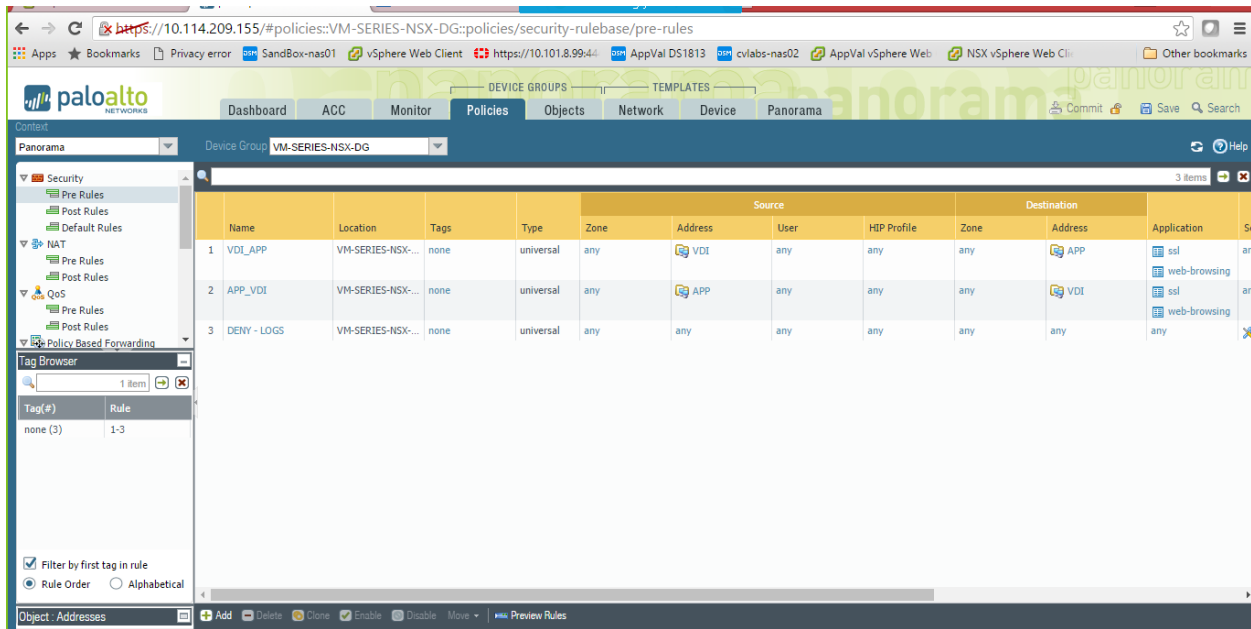 https://10.114.209.155/#policies::VM-SERIES-NSX-DG::policies/security-rulebase/pre-rules
Apps Bookmarks Privacy error SandBox-nas01 vSphere Web Client https://10.101.8.99:44 AppVal DS1813 cvlabs-nas02 AppVal vSphere Web NSX vSphere Web Cli Other bookmarks
paloalto NETWORKS
DEVICE GROUPS TEMPLATES
panorama
Dashboard ACC Monitor Policies Objects Network Device Panorama Commit Save Search
Context
Panorama Device Group VM-SERIES-NSX-DG Help
3 items
Security
Pre Rules
Post Rules
Default Rules
NAT
Pre Rules
Post Rules
QoS
Pre Rules
Post Rules
Policy Based Forwarding
Source Destination
Name Location Tags Type Zone Address User HIP Profile Zone Address Application
1 VDI_APP VM-SERIES-NSX-... none universal any VDI any any any APP ssl
web-browsing
2 APP_VDI VM-SERIES-NSX-... none universal any APP any any any VDI ssl
web-browsing
3 DENY - LOGS VM-SERIES-NSX-... none universal any any any any any any any
Tag Browser
1 item
Tag(#) Rule
none (3) 1-3
Filter by first tag in rule
Rule Order Alphabetical
Object : Addresses
Add Delete Clone Enable Disable Move Preview Rules